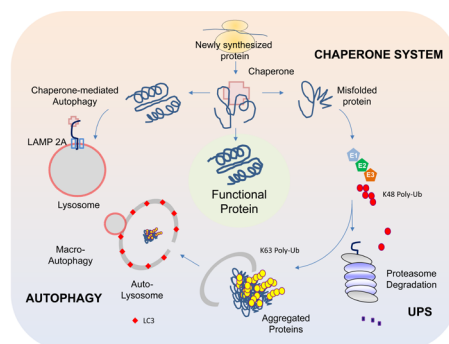 Newly synthesized
protein
CHAPERONE SYSTEM
Chaperone
Chaperone-mediated
Autophagy
Misfolded
protein
LAMP 2A
Lysosome
E1
E2
E3
K48 Poly-Ub
Functional
Protein
K63 Poly-Ub
Macro-
Autophagy
Auto-
Lysosome
Proteasome
Degradation
AUTOPHAGY
LC3
Aggregated
Proteins
UPS